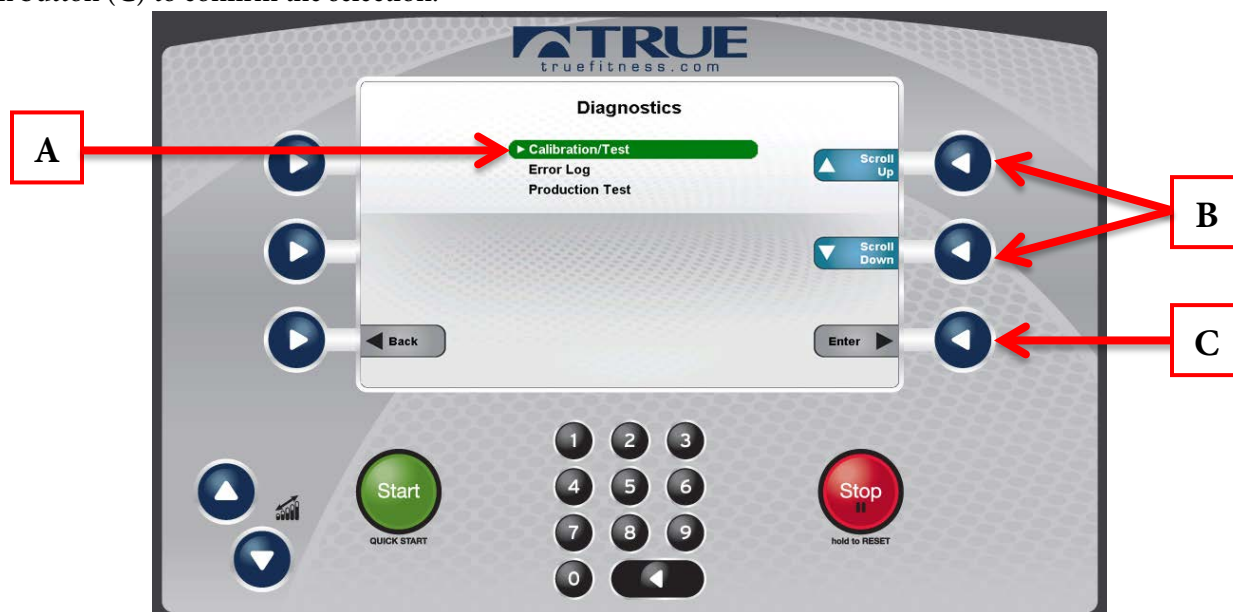 button (C) to confirm the selection.
TRUE
truefitness.com
Diagnostics
A
Calibration/Test
Error Log
Production Test
Scroll
Up
B
Scroll
Down
Back
Enter
C
1 2 3
Start
4 5 6
Stop
QUICK START
7 8 9
hold to RESET
0